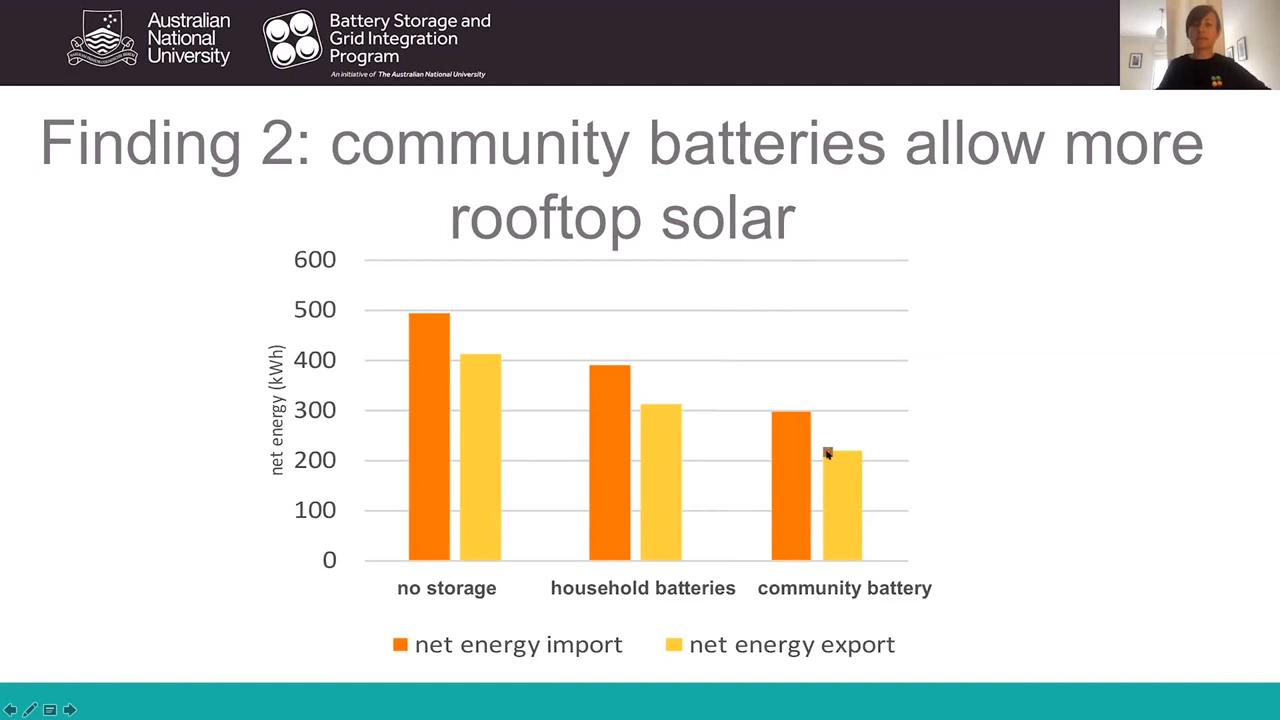 Australian
National
University
Battery Storage and
Grid Integration
Program
An initiative of The Australian National University
Finding 2: community batteries allow more
rooftop solar
600
500
400
300
200
100
0
net energy (kWh)
no storage
household batteries
community battery
net energy import
net energy export